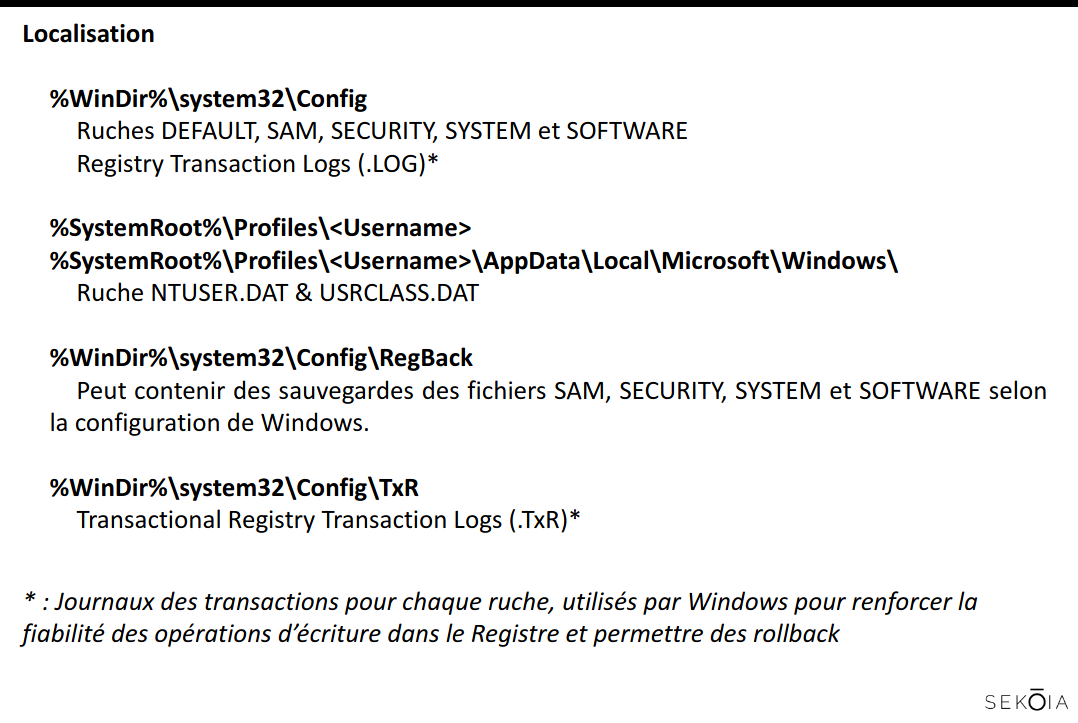 Localisation
%WinDir%\system32\Config
Ruches DEFAULT, SAM, SECURITY, SYSTEM et SOFTWARE
Registry Transaction Logs (.LOG)*
%SystemRoot%\Profiles\<Username>
%SystemRoot%\Profiles\<Username>\AppData\Local\Microsoft\Windows\
Ruche NTUSER.DAT & USRCLASS.DAT
%WinDir%\system32\Config\RegBack
Peut contenir des sauvegardes des fichiers SAM, SECURITY, SYSTEM et SOFTWARE selon
la configuration de Windows.
%WinDir%\system32\Config\TxR
Transactional Registry Transaction Logs (.TxR)*
* : Journaux des transactions pour chaque ruche, utilisés par Windows pour renforcer la
fiabilité des opérations d’écriture dans le Registre et permettre des rollback
SEKŌIA